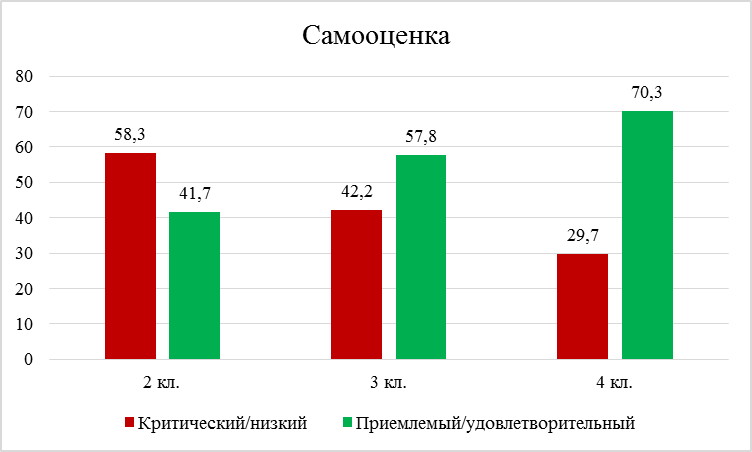 Самооценка
80
70
60
50
40
30
20
10
0
58,3
41,7
42,2
57,8
29,7
70,3
2 кл.
3 кл.
4 кл.
Критический/низкий
Приемлемый/удовлетворительный